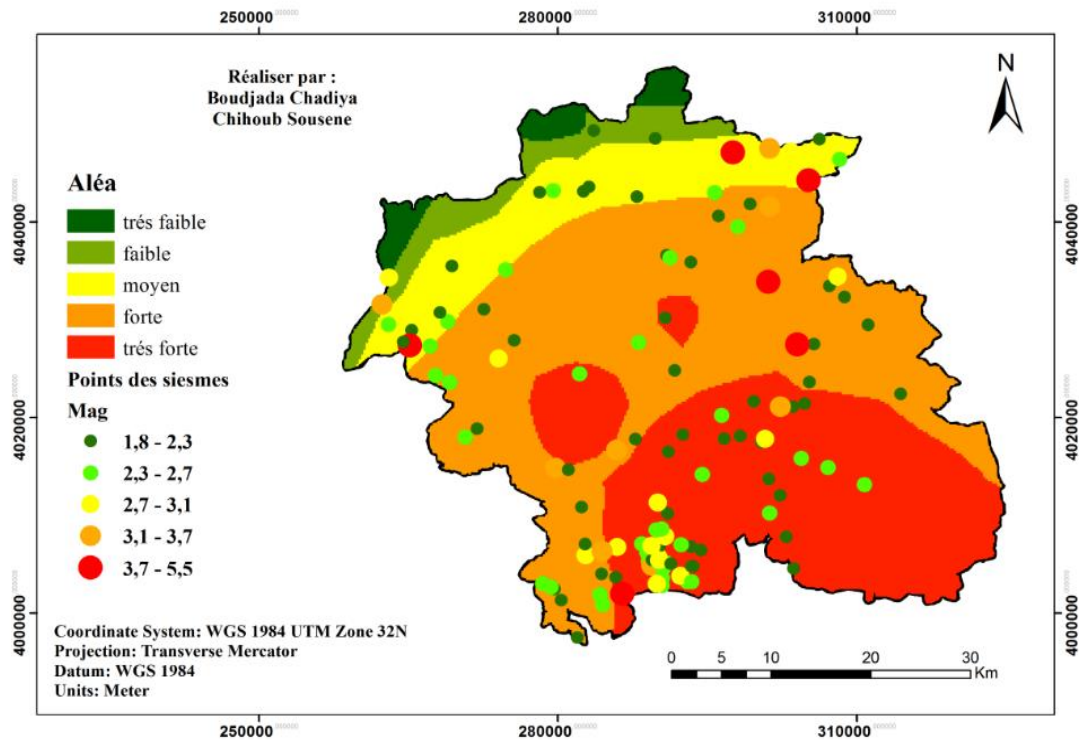 250000 280000 310000
Réaliser par :
Boudjada Chadiya
Chihoub Sousene
N
Aléa
trés faible
faible
moyen
forte
trés forte
Points des siesmes
Mag
1,8 - 2,3
2,3 - 2,7
2,7 - 3,1
3,1 - 3,7
3,7 - 5,5
4040000
4020000
4000000
4040000
4020000
4000000
Coordinate System: WGS 1984 UTM Zone 32N
Projection: Transverse Mercator
Datum: WGS 1984
Units: Meter
0 5 10 20 30
Km
250000 280000 310000